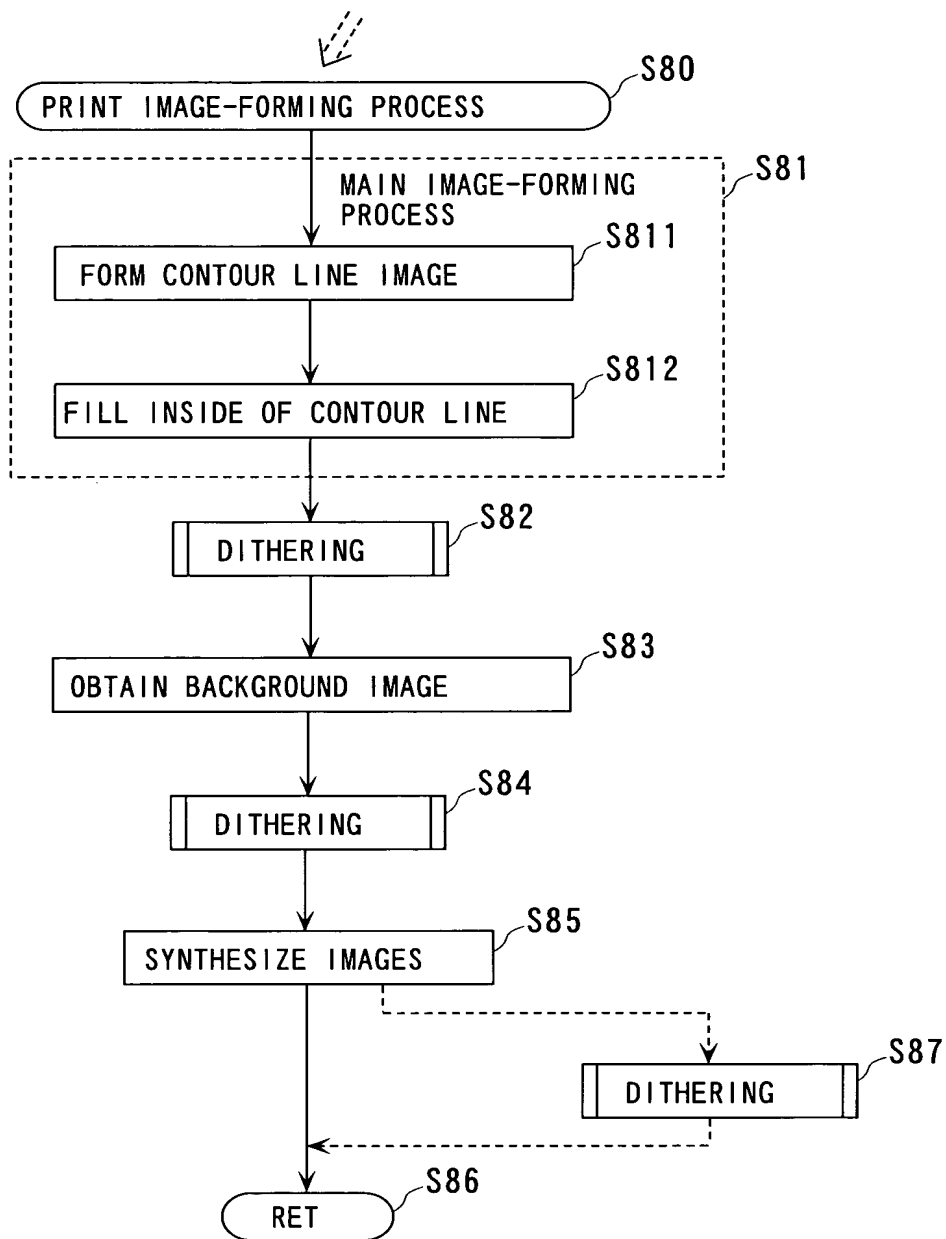 S80
PRINT IMAGE-FORMING PROCESS
S81
MAIN IMAGE-FORMING
PROCESS
S811
FORM CONTOUR LINE IMAGE
S812
FILL INSIDE OF CONTOUR LINE
S82
DITHERING
S83
OBTAIN BACKGROUND IMAGE
S84
DITHERING
S85
SYNTHESIZE IMAGES
S87
DITHERING
S86
RET